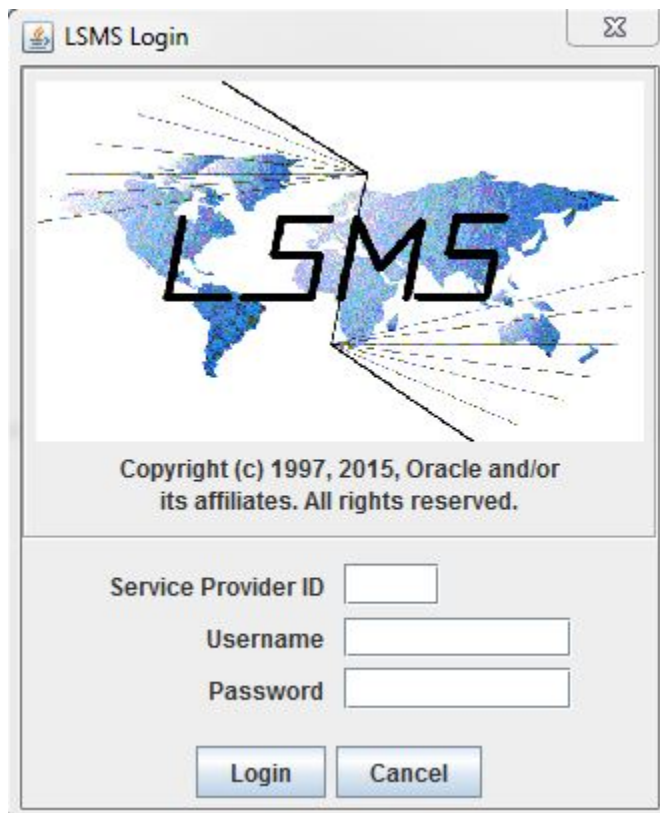 LSMS Login
LSMS
Copyright (c) 1997, 2015, Oracle and/or
its affiliates. All rights reserved.
Service Provider ID
Username
Password
Login Cancel